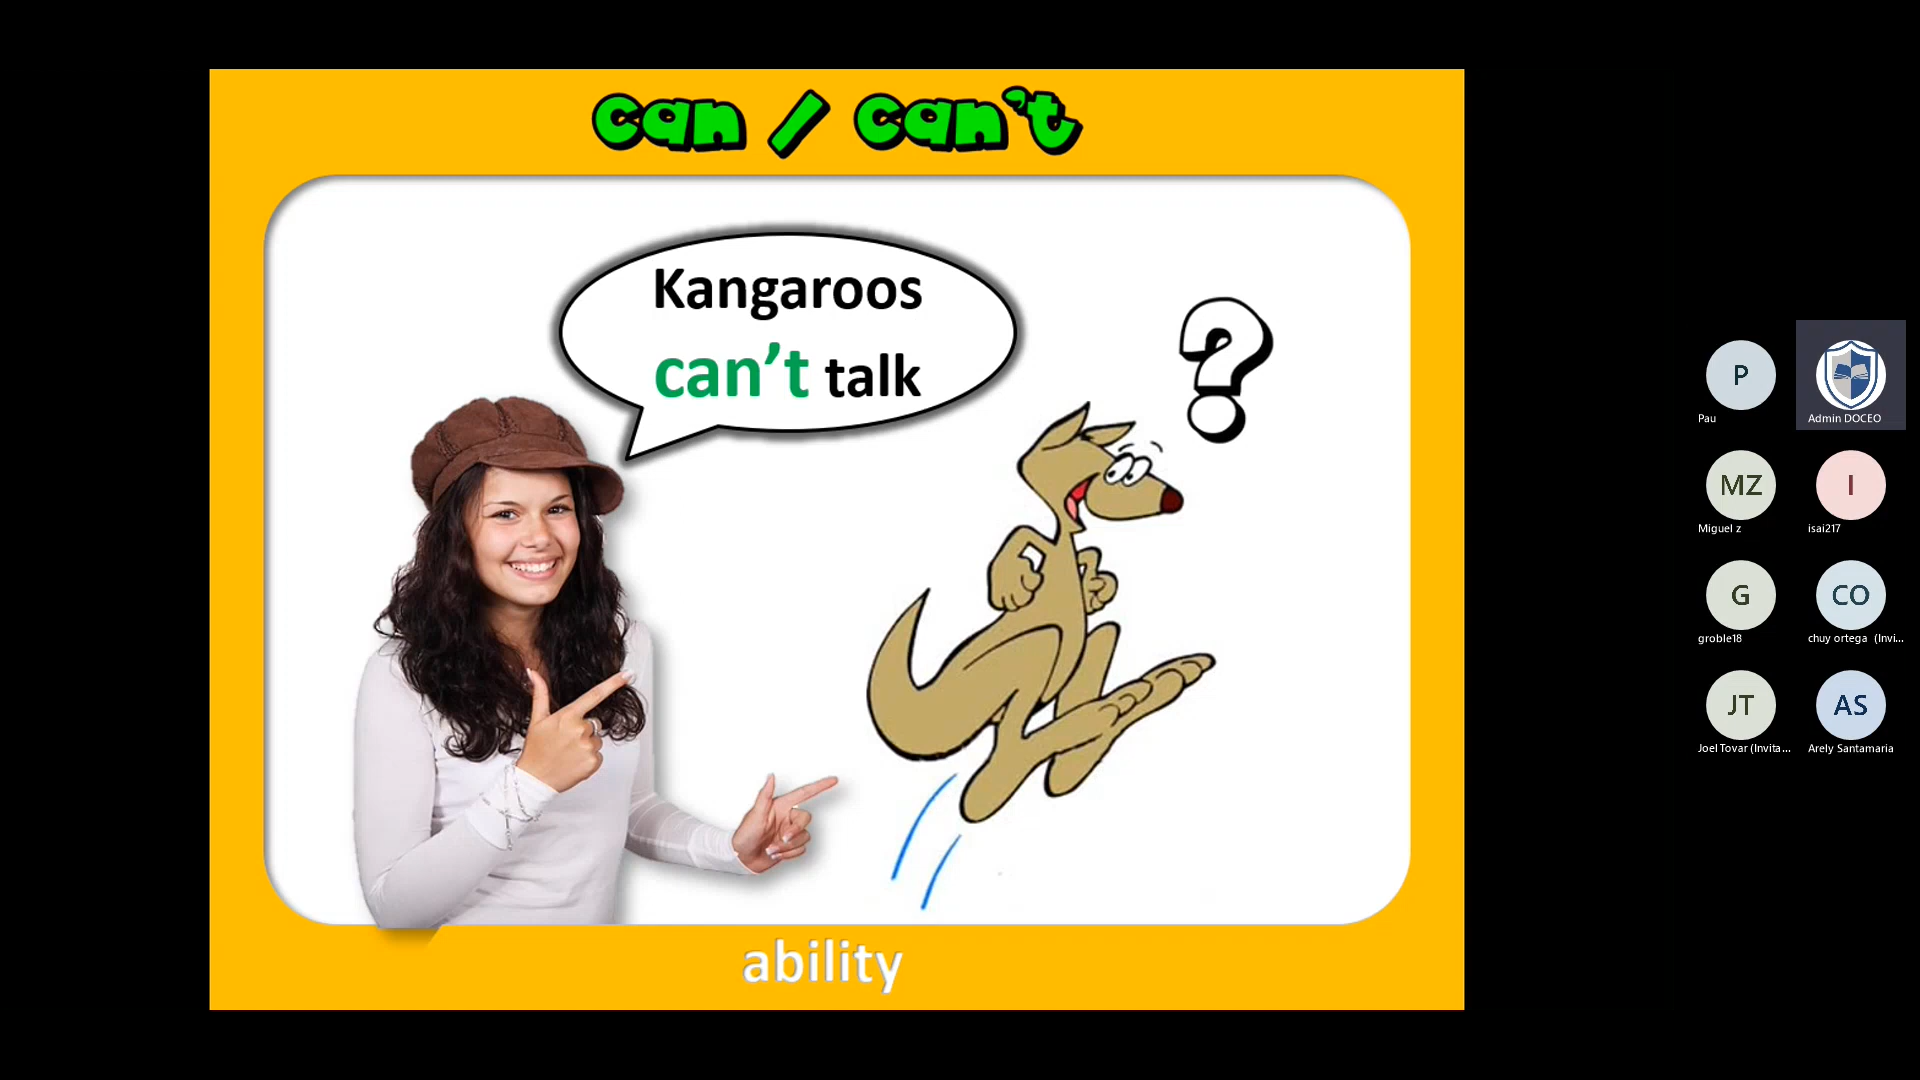 can / can't
Kangaroos
can't talk
?
ability
P
Pau
Admin DOCEO
MZ
Miguel z
I
isai217
G
groble18
CO
chuy ortega (Invi...
JT
Joel Tovar (Invita...
AS
Arely Santamaria